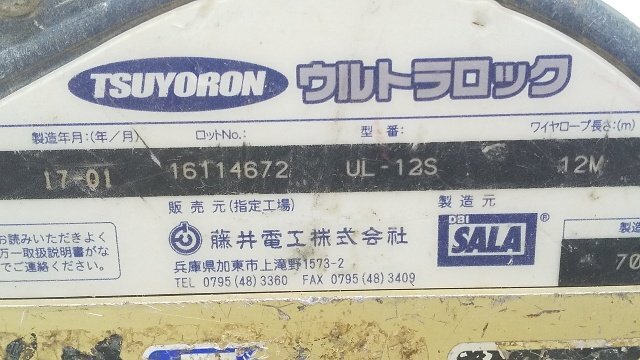 TSUYORON ウルトラロック
製造年月:(年／月) ロットNo.: 型番: ワイヤロープ長さ:(m)
17-01 16114672 UL-12S 12M
販売元(指定工場) 製造元 製造
藤井電工株式会社 DBI SALA®
兵庫県加東市上滝野1573-2
TEL 0795(48)3360 FAX 0795(48)3409
お読みいただきよく
万一取扱説明書がな
でご連絡ください。
70